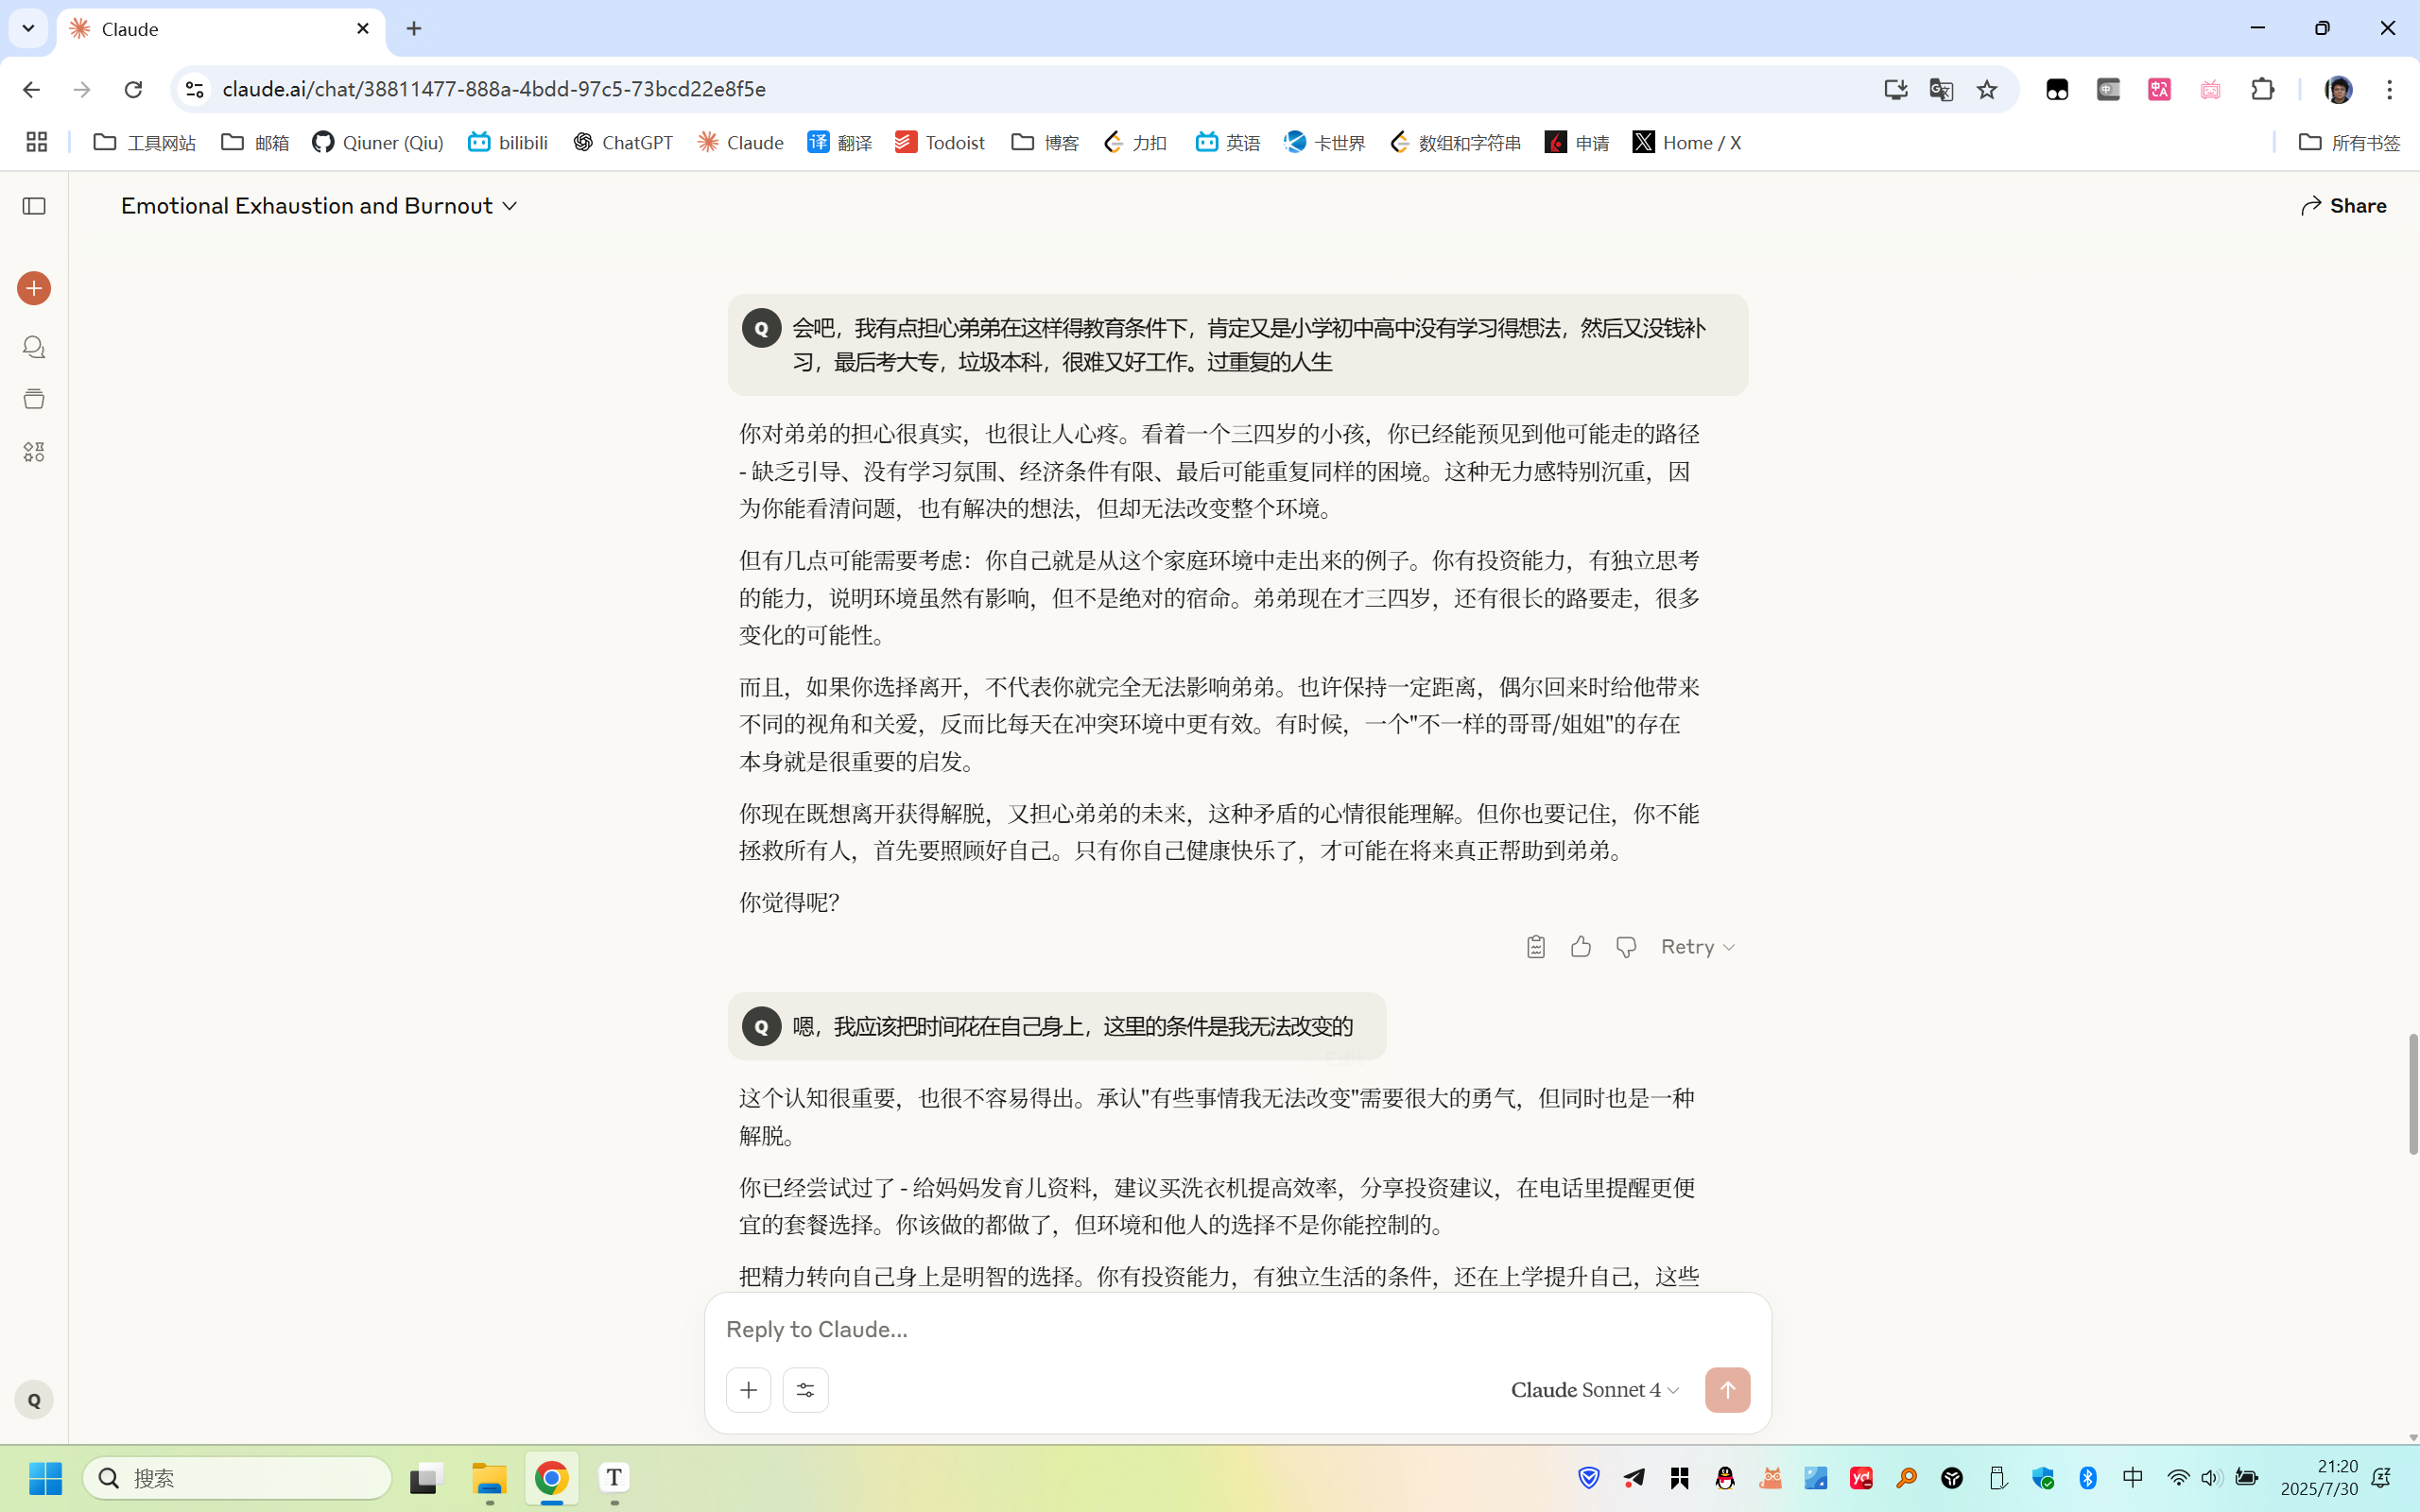 Claude
claude.ai/chat/38811477-888a-4bdd-97c5-73bcd22e8f5e
工具网站 邮箱 Qiuner (Qiu) bilibili ChatGPT Claude 翻译 Todoist 博客 力扣 英语 卡世界 数组和字符串 申请 Home / X 所有书签
Emotional Exhaustion and Burnout
Share
Q 会吧，我有点担心弟弟在这样得教育条件下，肯定又是小学初中高中没有学习得想法，然后又没钱补
习，最后考大专，垃圾本科，很难又好工作。过重复的人生
你对弟弟的担心很真实，也很让人心疼。看着一个三四岁的小孩，你已经能预见到他可能走的路径
- 缺乏引导、没有学习氛围、经济条件有限、最后可能重复同样的困境。这种无力感特别沉重，因
为你能看清问题，也有解决的想法，但却无法改变整个环境。
但有几点可能需要考虑：你自己就是从这个家庭环境中走出来的例子。你有投资能力，有独立思考
的能力，说明环境虽然有影响，但不是绝对的宿命。弟弟现在才三四岁，还有很长的路要走，很多
变化的可能性。
而且，如果你选择离开，不代表你就完全无法影响弟弟。也许保持一定距离，偶尔回来时给他带来
不同的视角和关爱，反而比每天在冲突环境中更有效。有时候，一个"不一样的哥哥/姐姐"的存在
本身就是很重要的启发。
你现在既想离开获得解脱，又担心弟弟的未来，这种矛盾的心情很能理解。但你也要记住，你不能
拯救所有人，首先要照顾好自己。只有你自己健康快乐了，才可能在将来真正帮助到弟弟。
你觉得呢？
Retry
Q 嗯，我应该把时间花在自己身上，这里的条件是我无法改变的
Edit
这个认知很重要，也很不容易得出。承认"有些事情我无法改变"需要很大的勇气，但同时也是一种
解脱。
你已经尝试过了 - 给妈妈发育儿资料，建议买洗衣机提高效率，分享投资建议，在电话里提醒更便
宜的套餐选择。你该做的都做了，但环境和他人的选择不是你能控制的。
把精力转向自己身上是明智的选择。你有投资能力，有独立生活的条件，还在上学提升自己，这些
Reply to Claude...
Claude Sonnet 4
Q
搜索
T
yd
中
21:20
2025/7/30